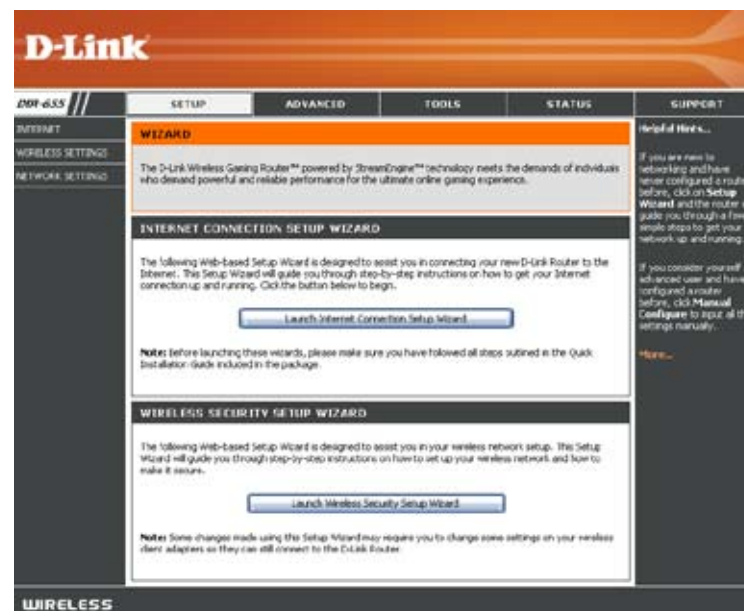 D-Link
DIR-655
SETUP
ADVANCED
TOOLS
STATUS
SUPPORT
INTERNET
WIRELESS SETTINGS
NETWORK SETTINGS
WIZARD
The D-Link Wireless Gaming Router™ powered by StreamEngine™ technology meets the demands of individuals
who demand powerful and reliable performance for the ultimate online gaming experience.
INTERNET CONNECTION SETUP WIZARD
The following Web-based Setup Wizard is designed to assist you in connecting your new D-Link Router to the
Internet. This Setup Wizard will guide you through step-by-step instructions on how to get your Internet
connection up and running. Click the button below to begin.
Launch Internet Connection Setup Wizard
Note: Before launching these wizards, please make sure you have followed all steps outlined in the Quick
Installation Guide included in the package.
WIRELESS SECURITY SETUP WIZARD
The following Web-based Setup Wizard is designed to assist you in your wireless network setup. This Setup
Wizard will guide you through step-by-step instructions on how to set up your wireless network and how to
make it secure.
Launch Wireless Security Setup Wizard
Note: Some changes made using this Setup Wizard may require you to change some settings on your wireless
client adapters so they can still connect to the D-Link Router.
Helpful Hints...
If you are new to
networking and have
never configured a route
before, click on Setup
Wizard and the router
guide you through a few
simple steps to get your
network up and running.
If you consider yourself
advanced user and have
configured a router
before, click Manual
Configure to input all th
settings manually.
More...
WIRELESS